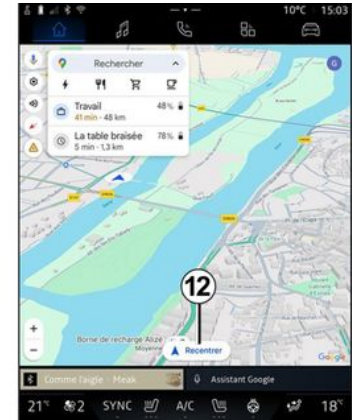 10°C 15:03
Rechercher
G
Travail 48%
41 min - 48 km
La table braisée 78%
5 min - 1,3 km
12
Recentrer
Borne de recharge Alizé
+
−
Google
Comme l'aigle - Meak
Assistant Google
21°c 2 SYNC A/C 18°c